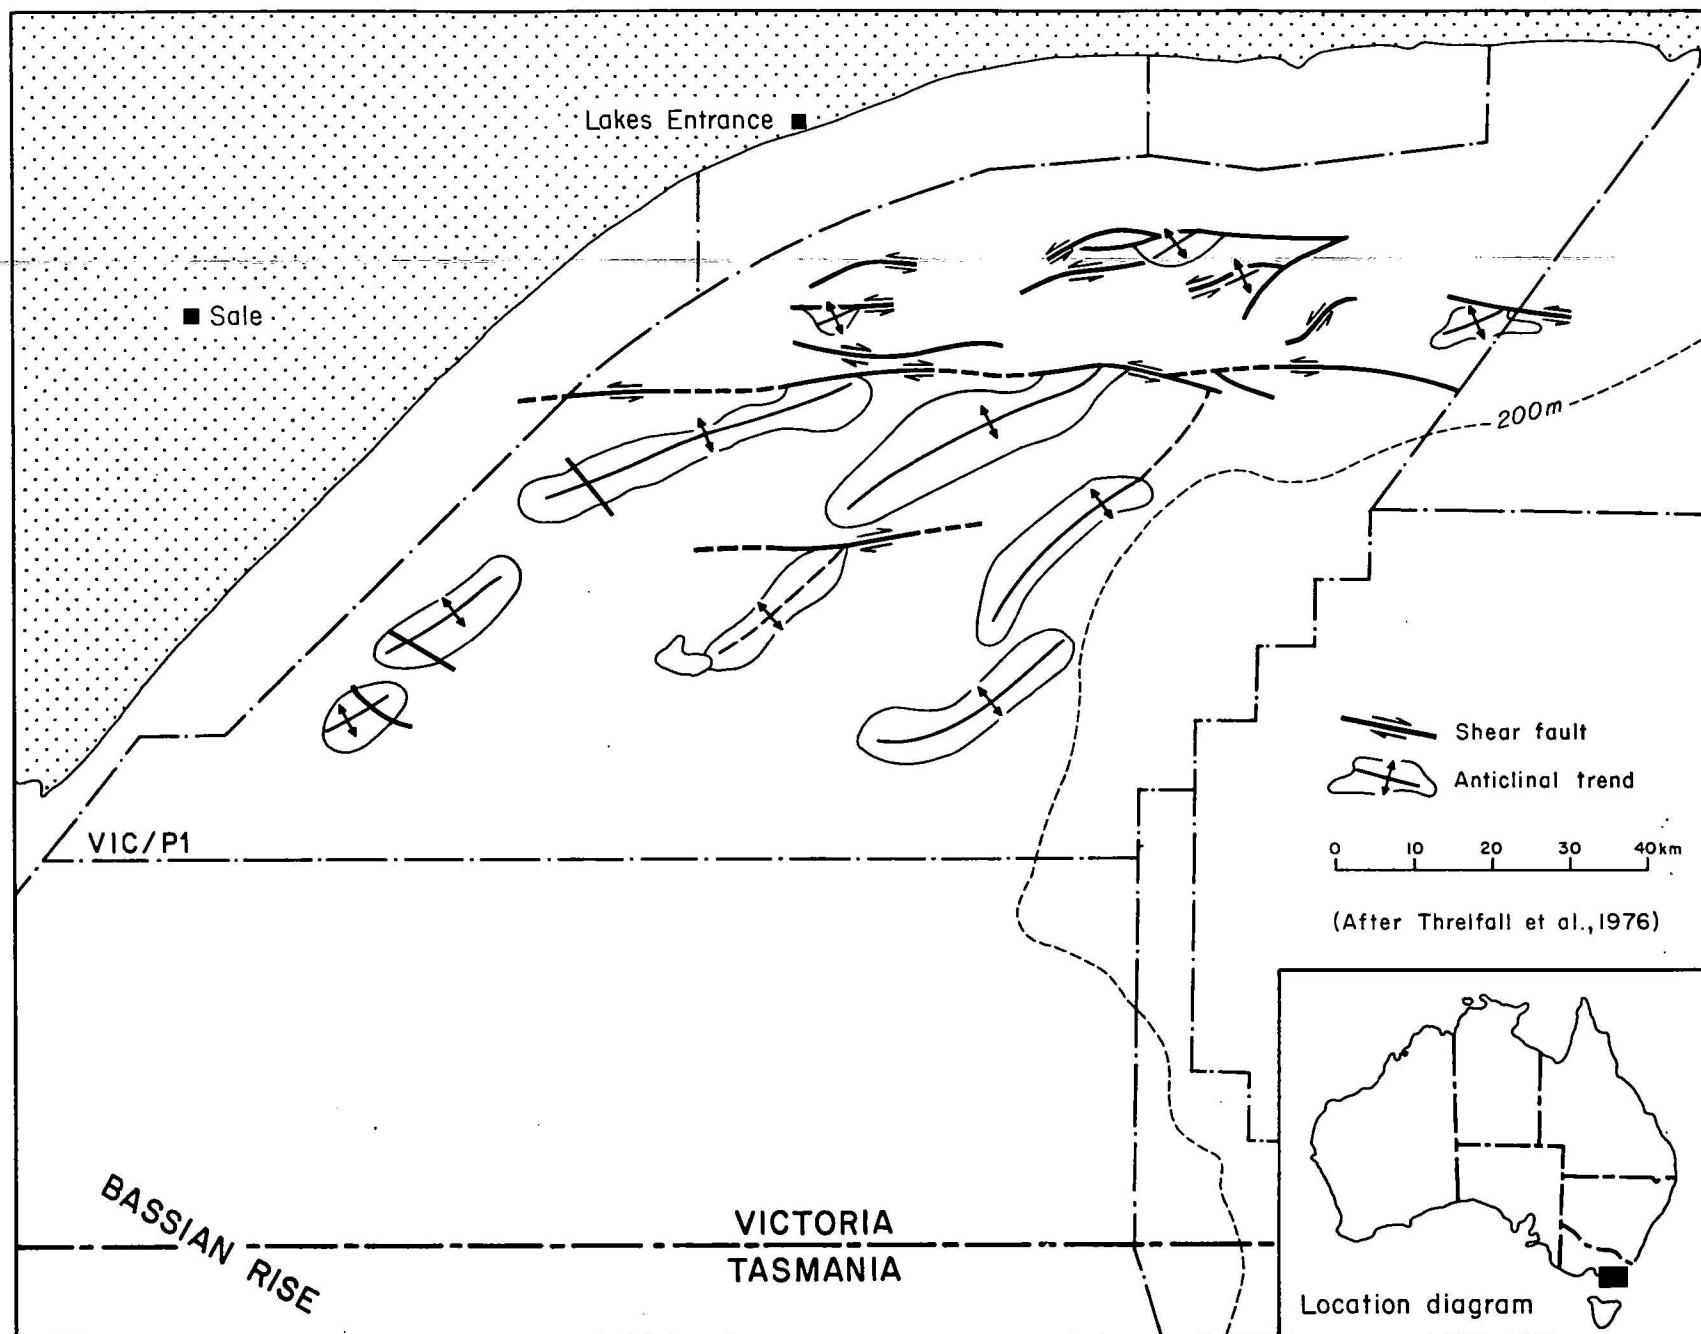 Lakes Entrance
Sale
200m
Shear fault
Anticlinal trend
VIC/P1
0 10 20 30 40km
(After Threlfall et al., 1976)
BASSIAN RISE
VICTORIA
TASMANIA
Location diagram